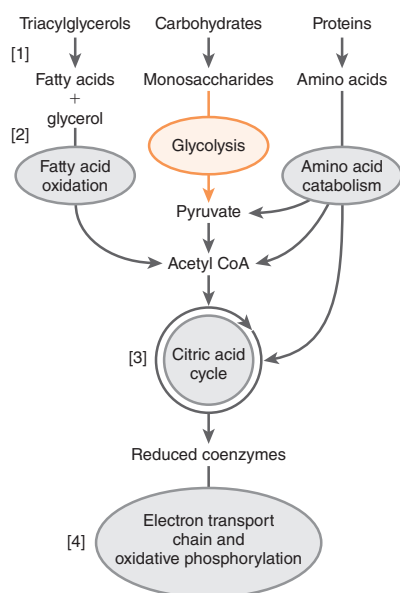 Triacylglycerols Carbohydrates Proteins
[1]
Fatty acids Monosaccharides Amino acids
+
glycerol
[2]
Fatty acid
oxidation
Glycolysis
Amino acid
catabolism
Pyruvate
Acetyl CoA
[3]
Citric acid
cycle
Reduced coenzymes
[4]
Electron transport
chain and
oxidative phosphorylation